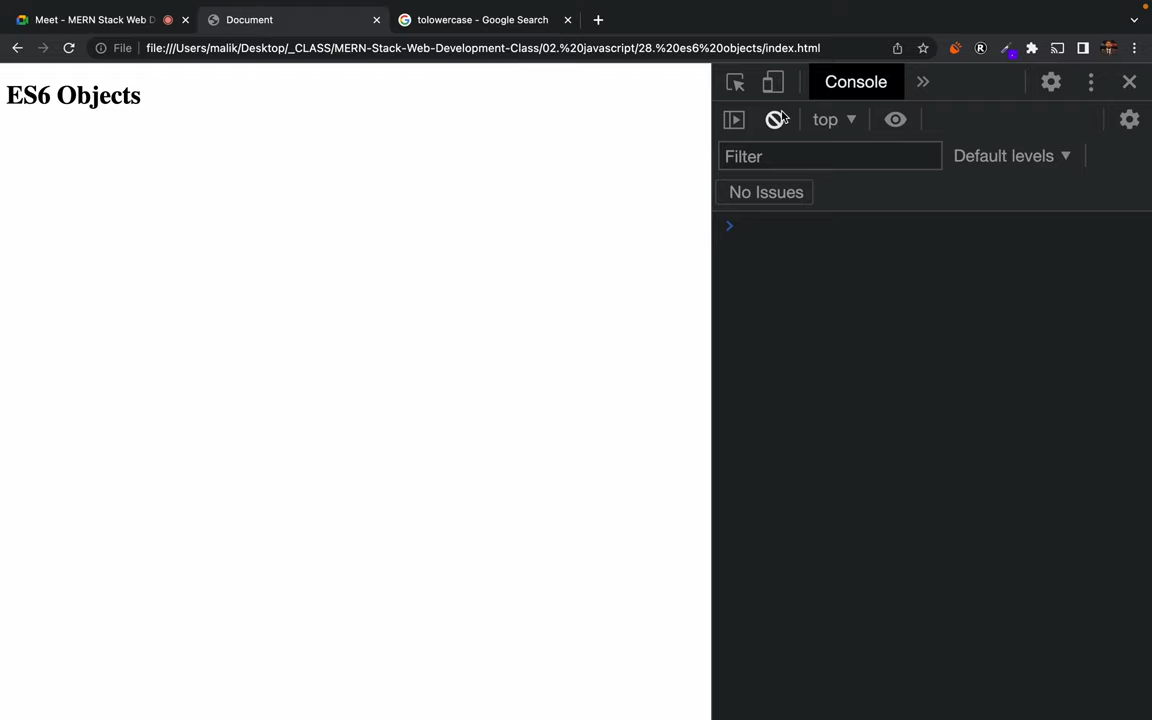 Meet - MERN Stack Web D
Document
tolowercase - Google Search
File
file:///Users/malik/Desktop/_CLASS/MERN-Stack-Web-Development-Class/02.%20javascript/28.%20es6%20objects/index.html
ES6 Objects
Console
top
Filter
Default levels
No Issues